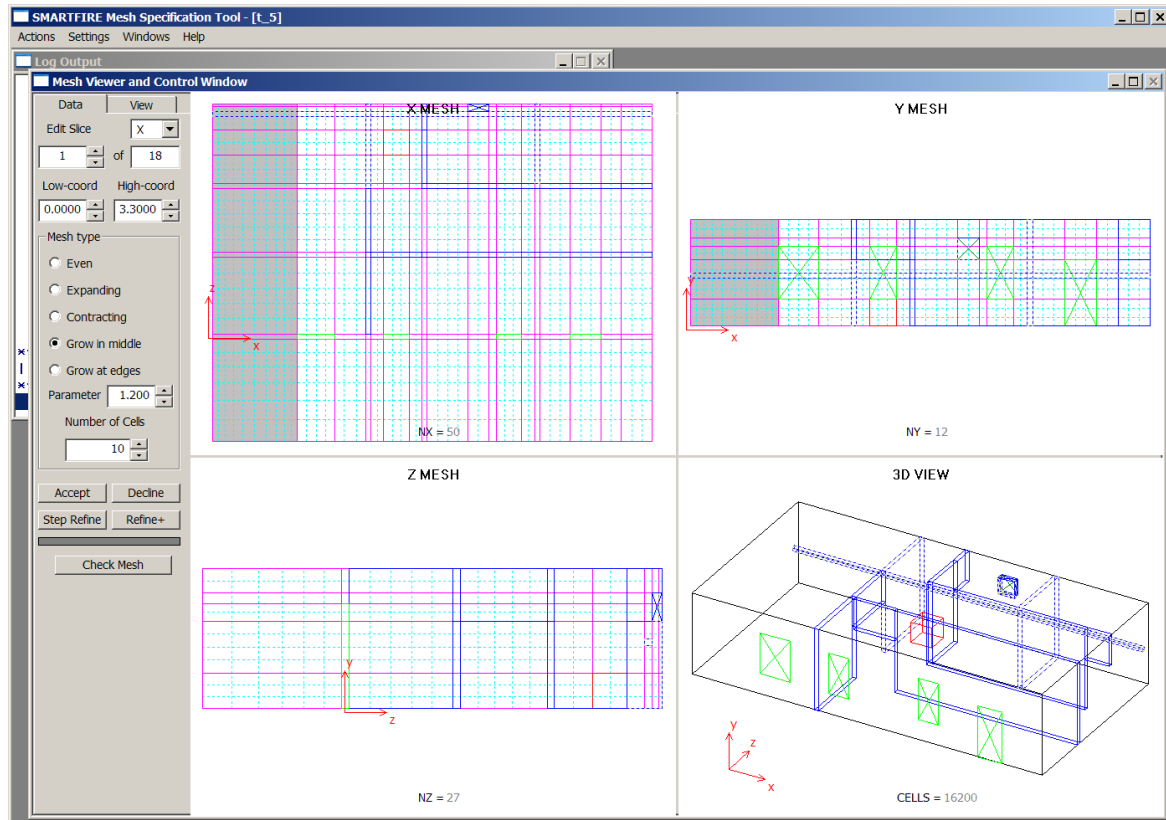 SMARTFIRE Mesh Specification Tool - [t_5]
Actions Settings Windows Help
Log Output
Mesh Viewer and Control Window
Data View
Edit Slice X
1 of 18
Low-coord High-coord
0.0000 3.3000
Mesh type
Even
Expanding
Contracting
Grow in middle
Grow at edges
Parameter 1.200
Number of Cells
10
Accept Decline
Step Refine Refine+
Check Mesh
X MESH
z
x
NX = 50
Y MESH
y
x
NY = 12
Z MESH
y
z
NZ = 27
3D VIEW
y
z
x
CELLS = 16200